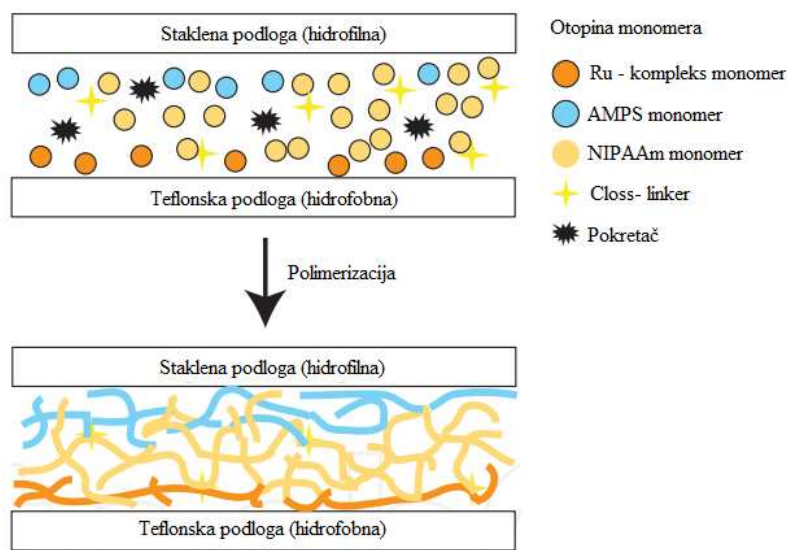 Staklena podloga (hidrofilna)
Teflonska podloga (hidrofobna)
Polimerizacija
Staklena podloga (hidrofilna)
Teflonska podloga (hidrofobna)
Otopina monomera
Ru - kompleks monomer
AMPS monomer
NIPAAm monomer
Closs- linker
Pokretač